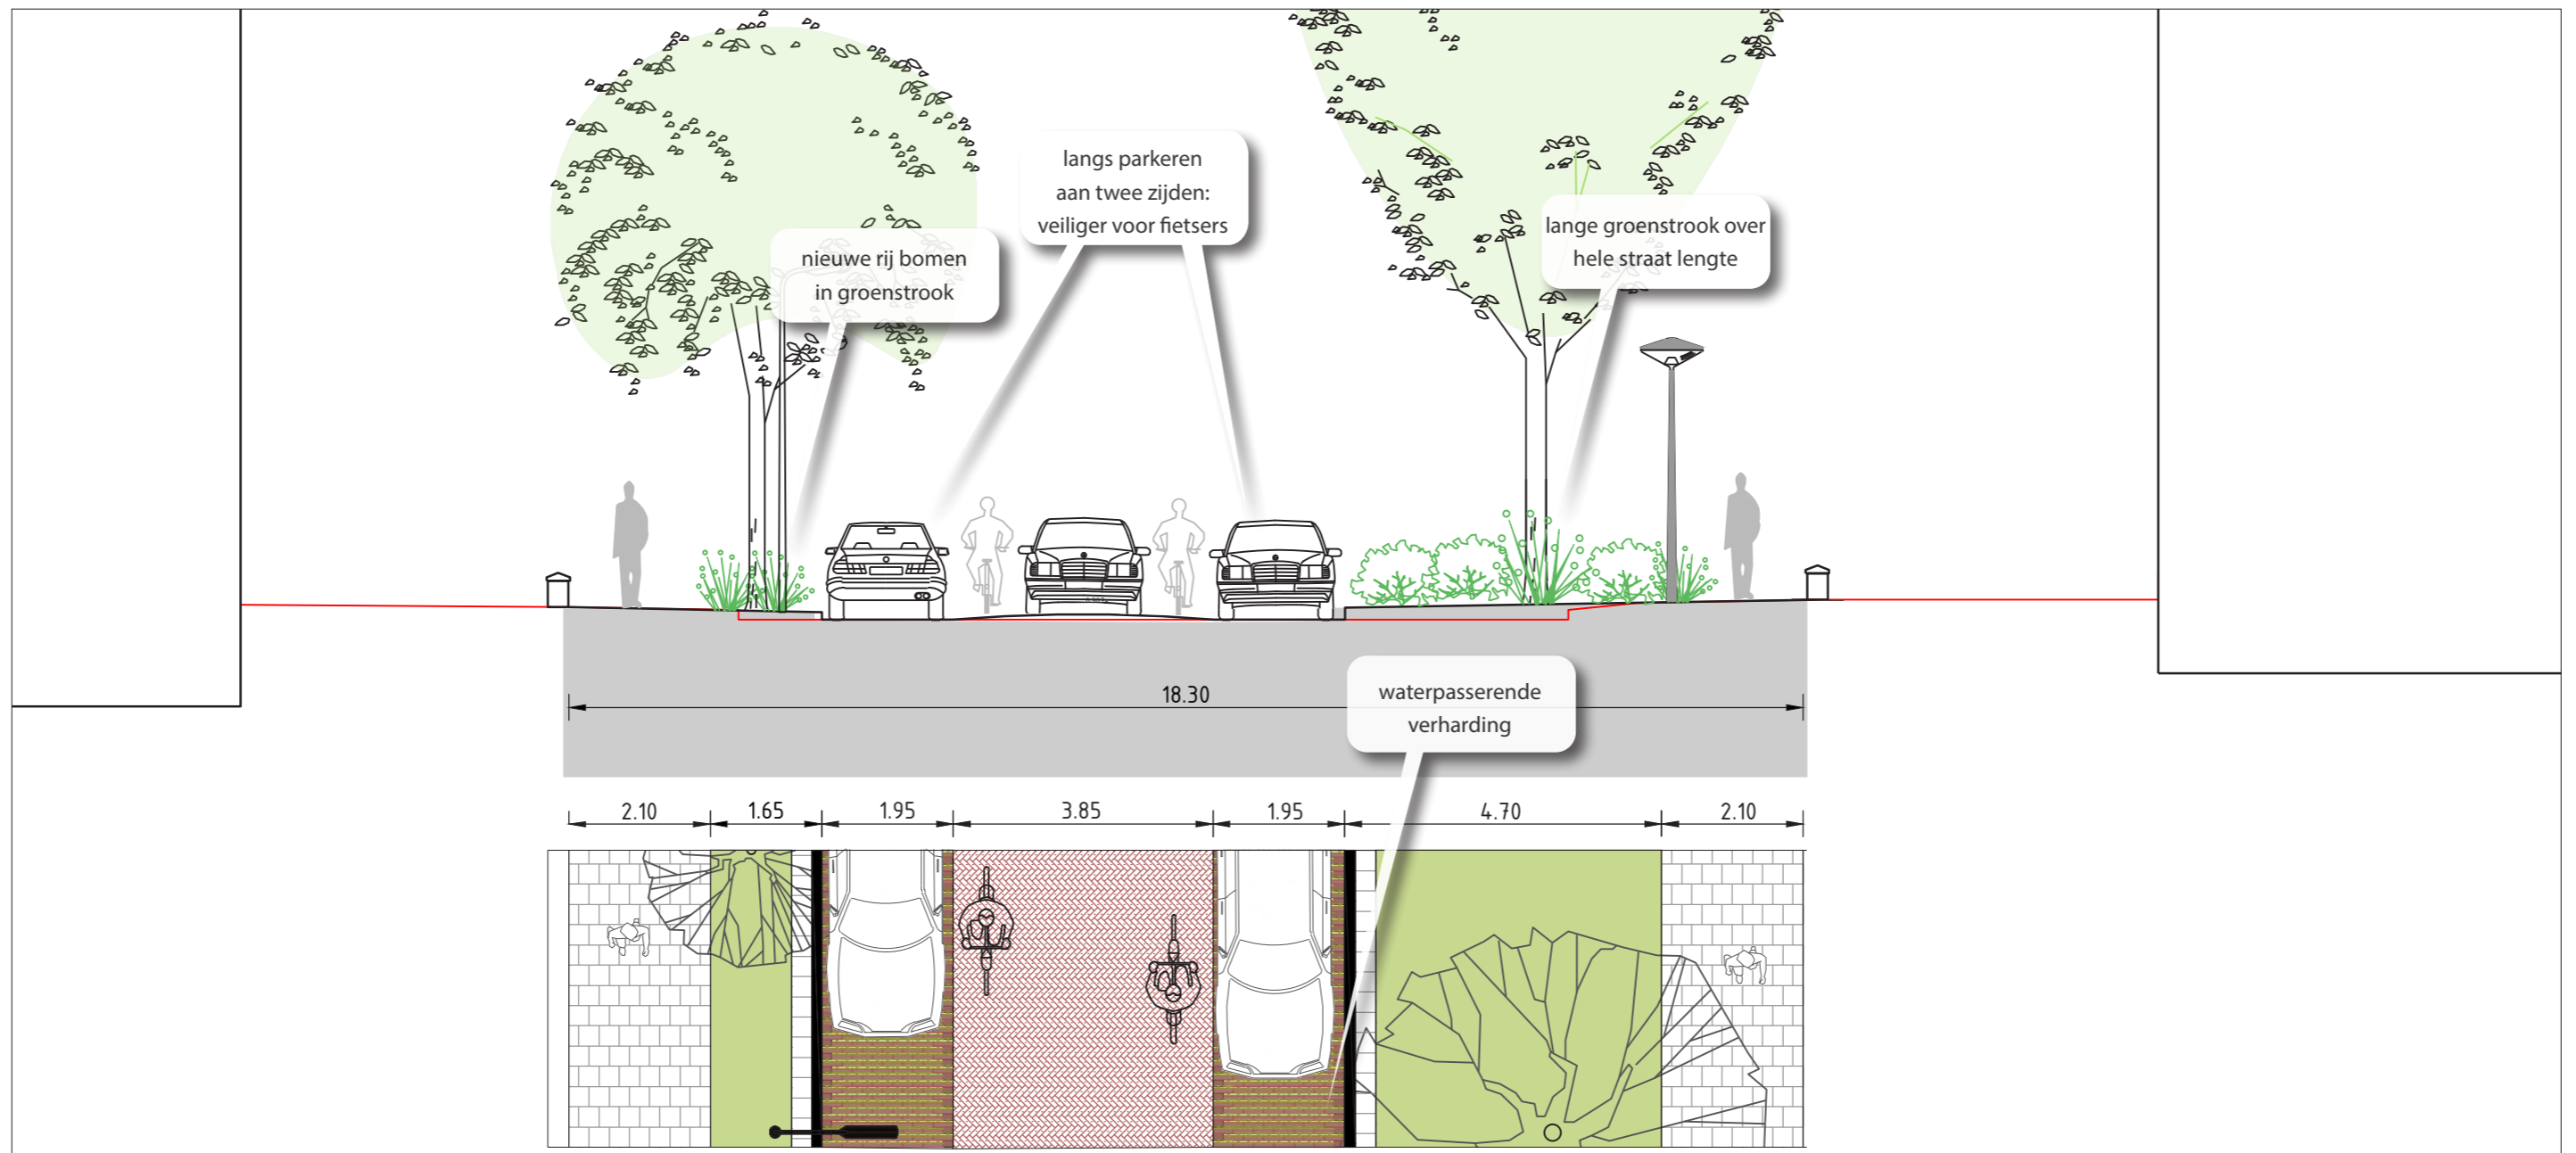 langs parkeren
aan twee zijden:
veiliger voor fietsers
lange groenstrook over
hele straat lengte
nieuwe rij bomen
in groenstrook
18.30
waterpasserende
verharding
2.10 1.65 1.95 3.85 1.95 4.70 2.10